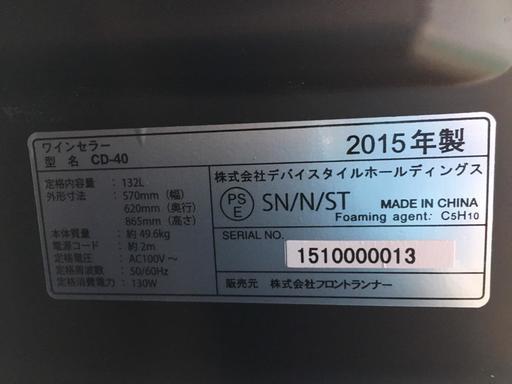 ワインセラー
型 名 CD-40
2015年製
定格内容量 : 132L
外形寸法 : 570mm (幅)
620mm (奥行)
865mm (高さ)
本体質量 : 約 49.6kg
電源コード : 約 2m
定格電圧 : AC100V～
定格周波数 : 50/60Hz
定格消費電力 : 130W
株式会社デバイスタイルホールディングス
PS
E
SN/N/ST
MADE IN CHINA
Foaming agent: C5H10
SERIAL NO.
1510000013
販売元 株式会社フロントランナー